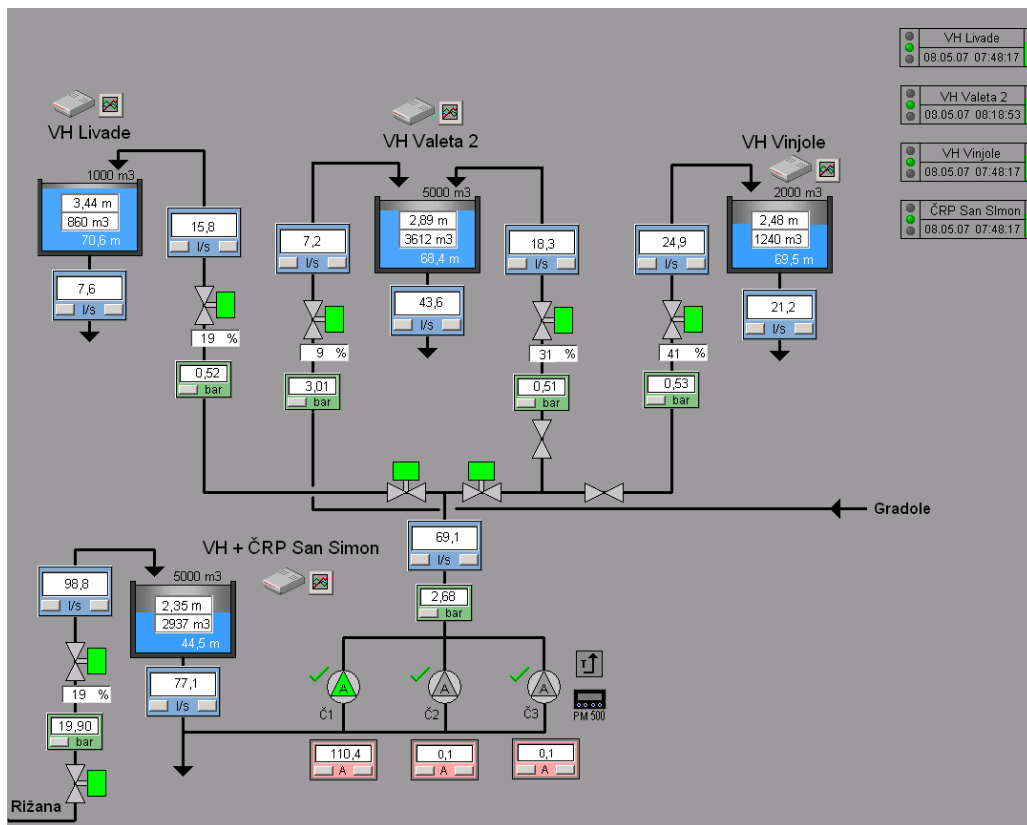 VH Livade
08.05.07 07:48:17
VH Valeta 2
08.05.07 08:18:53
VH Vinjole
08.05.07 07:48:17
ČRP San SImon
08.05.07 07:48:17
VH Livade
1000 m3
3,44 m
860 m3
70,6 m
15,8
l/s
7,6
l/s
19 %
0,52
bar
VH Valeta 2
5000 m3
2,89 m
3612 m3
68,4 m
7,2
l/s
18,3
l/s
43,6
l/s
9 %
3,01
bar
31 %
0,51
bar
VH Vinjole
2000 m3
2,48 m
1240 m3
69,5 m
24,9
l/s
21,2
l/s
41 %
0,53
bar
Gradole
69,1
l/s
2,68
bar
VH + ČRP San Simon
5000 m3
2,35 m
2937 m3
44,5 m
98,8
l/s
77,1
l/s
19 %
19,90
bar
Rižana
A
A
A
Č1
Č2
Č3
T
PM 500
110,4
A
0,1
A
0,1
A